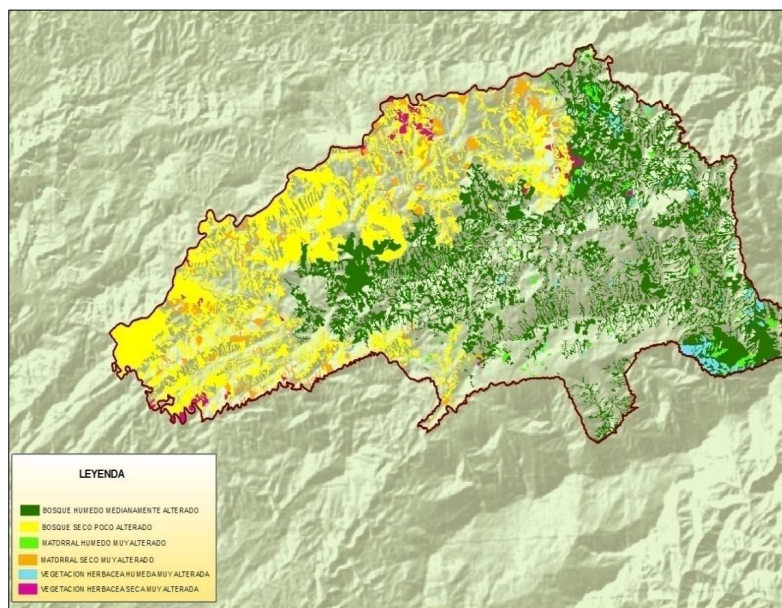 LEYENDA
BOSQUE HUMEDO MEDIANAMENTE ALTERADO
BOSQUE SECO POCO ALTERADO
MATORRAL HUMEDO MUY ALTERADO
MATORRAL SECO MUY ALTERADO
VEGETACION HERBACEA HUMEDA MUY ALTERADA
VEGETACION HERBACEA SECA MUY ALTERADA